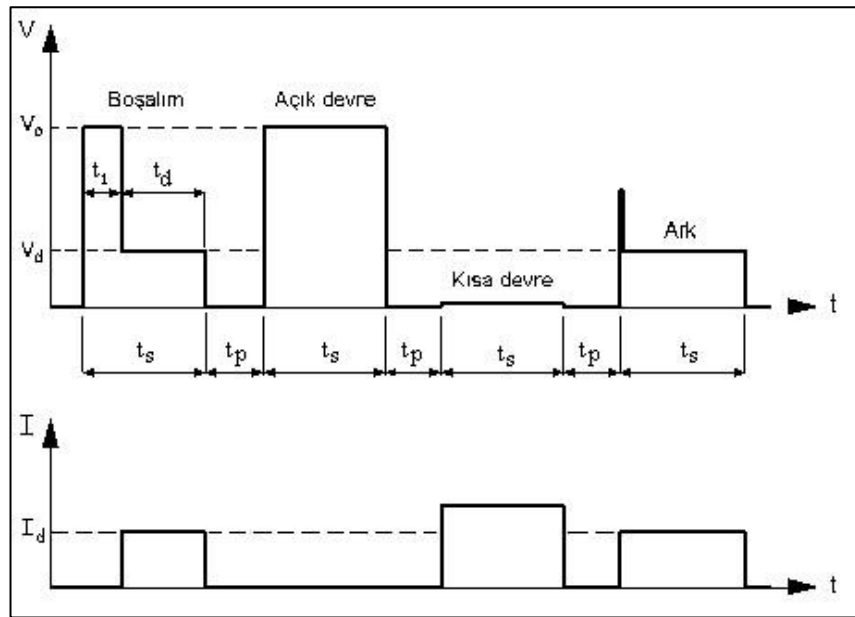 V
Boşalım Açık devre
V₀
t₁ t_d
V_d Ark
Kısa devre
t
t_s t_p t_s t_p t_s t_p t_s
I
I_d
t